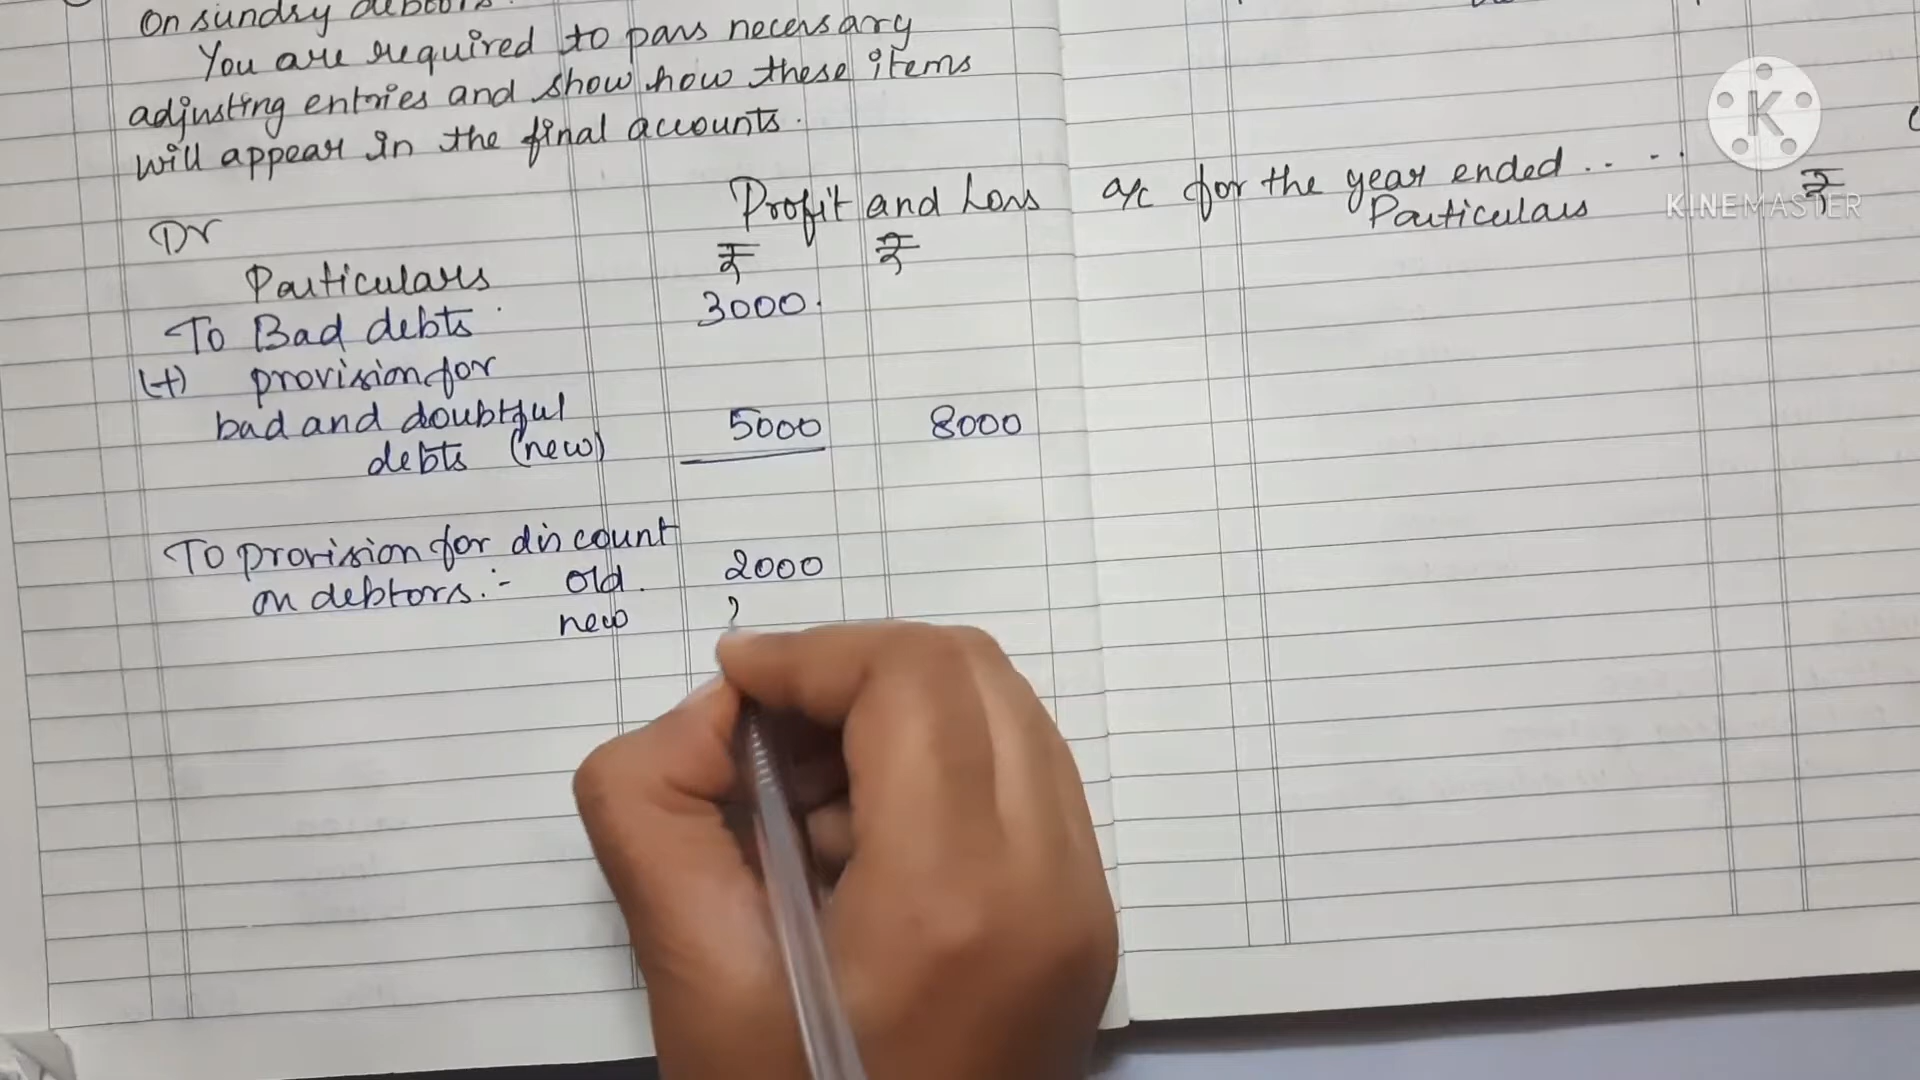 On sundry debtors.
You are required to pass necessary
adjusting entries and show how these items
will appear in the final accounts.
Profit and Loss a/c for the year ended.. - .
Dr
Particulars ₹ ₹ Particulars ₹
To Bad debts 3000
(+) provision for
bad and doubtful 5000 8000
debts (new)
To provision for discount
on debtors:- old. 2000
new
K
KINEMASTER